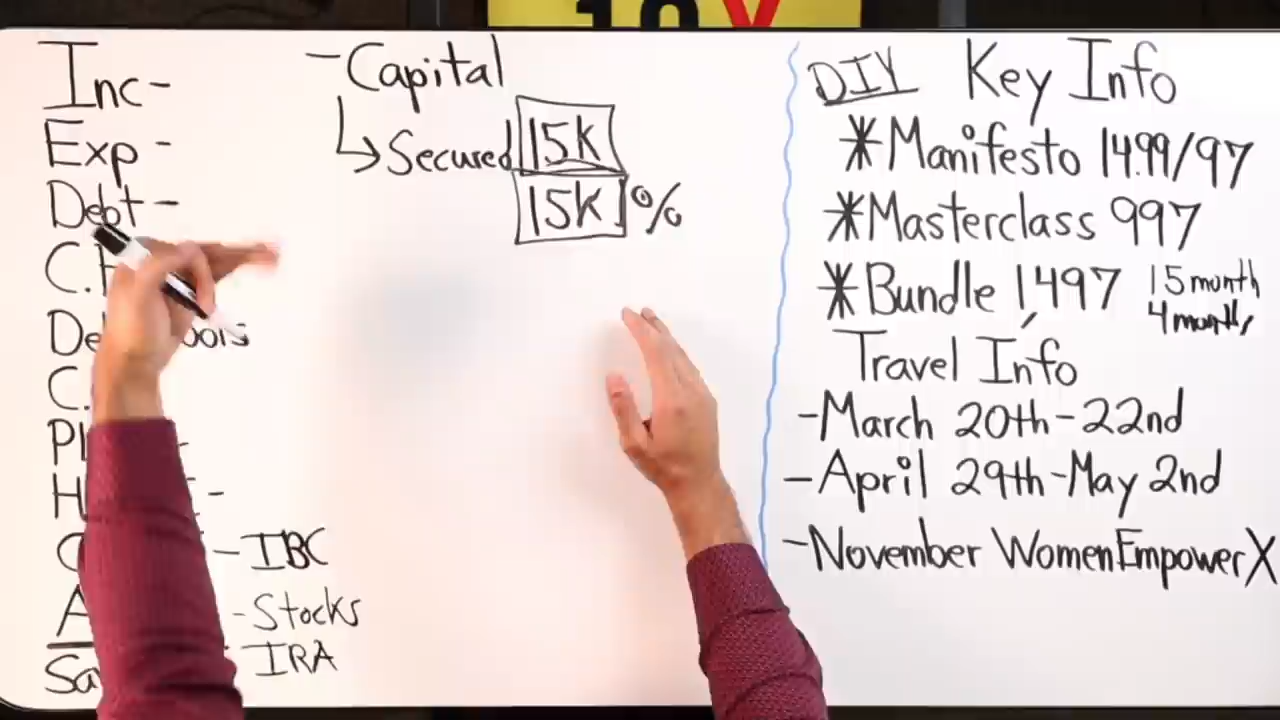 Inc-
Exp-
Debt-
-IBC
-Stocks
-IRA
-Capital
Secured 15K
15K %
DIY Key Info
*Manifesto 14.99/97
*Masterclass 997
*Bundle 1,497 15 month
4 month,
Travel Info
-March 20th-22nd
-April 29th-May 2nd
-November WomenEmpowerX